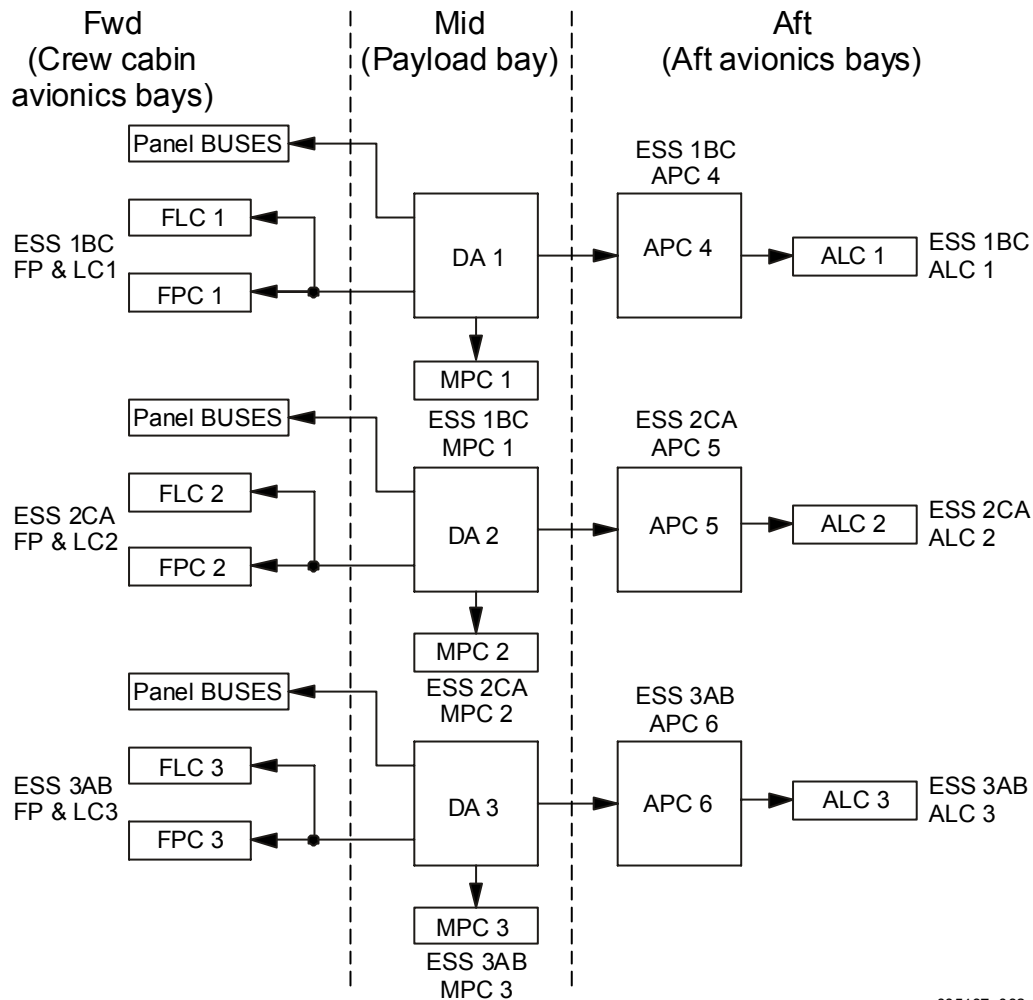 Fwd
(Crew cabin
avionics bays)
Mid
(Payload bay)
Aft
(Aft avionics bays)
Panel BUSES
FLC 1
ESS 1BC
FP & LC1
FPC 1
DA 1
MPC 1
ESS 1BC
MPC 1
ESS 1BC
APC 4
APC 4
ALC 1
ESS 1BC
ALC 1
Panel BUSES
FLC 2
ESS 2CA
FP & LC2
FPC 2
DA 2
MPC 2
ESS 2CA
MPC 2
ESS 2CA
APC 5
APC 5
ALC 2
ESS 2CA
ALC 2
Panel BUSES
FLC 3
ESS 3AB
FP & LC3
FPC 3
DA 3
MPC 3
ESS 3AB
MPC 3
ESS 3AB
APC 6
APC 6
ALC 3
ESS 3AB
ALC 3